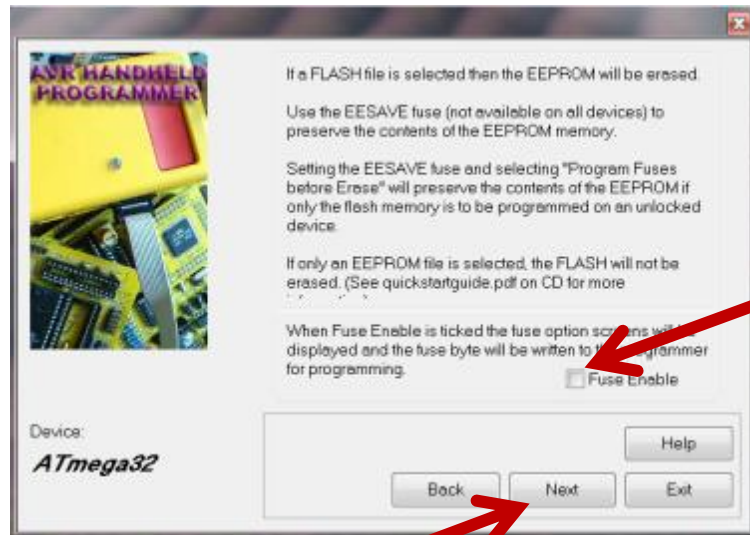 AVR HANDHELD
PROGRAMMER
If a FLASH file is selected then the EEPROM will be erased.
Use the EESAVE fuse (not available on all devices) to
preserve the contents of the EEPROM memory.
Setting the EESAVE fuse and selecting "Program Fuses
before Erase" will preserve the contents of the EEPROM if
only the flash memory is to be programmed on an unlocked
device.
If only an EEPROM file is selected, the FLASH will not be
erased. (See quickstartguide.pdf on CD for more
When Fuse Enable is ticked the fuse option screens will be
displayed and the fuse byte will be written to the programmer
for programming.
Fuse Enable
Device:
ATmega32
Help
Back Next Exit